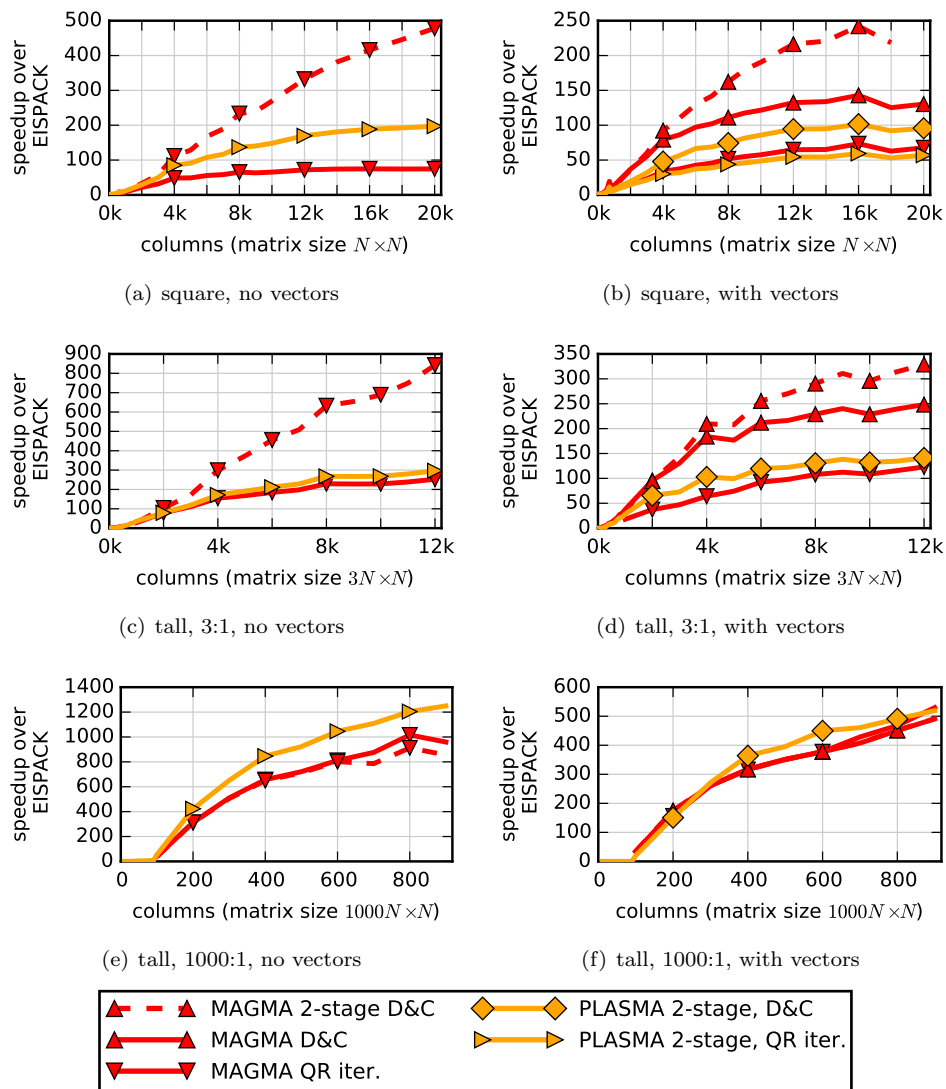 500
400
300
200
100
0
speedup over
EISPACK
0k 4k 8k 12k 16k 20k
columns (matrix size N×N)
(a) square, no vectors
250
200
150
100
50
0
speedup over
EISPACK
0k 4k 8k 12k 16k 20k
columns (matrix size N×N)
(b) square, with vectors
900
800
700
600
500
400
300
200
100
0
speedup over
EISPACK
0k 4k 8k 12k
columns (matrix size 3N×N)
(c) tall, 3:1, no vectors
350
300
250
200
150
100
50
0
speedup over
EISPACK
0k 4k 8k 12k
columns (matrix size 3N×N)
(d) tall, 3:1, with vectors
1400
1200
1000
800
600
400
200
0
speedup over
EISPACK
0 200 400 600 800
columns (matrix size 1000N×N)
(e) tall, 1000:1, no vectors
600
500
400
300
200
100
0
speedup over
EISPACK
0 200 400 600 800
columns (matrix size 1000N×N)
(f) tall, 1000:1, with vectors
MAGMA 2-stage D&C
MAGMA D&C
MAGMA QR iter.
PLASMA 2-stage, D&C
PLASMA 2-stage, QR iter.